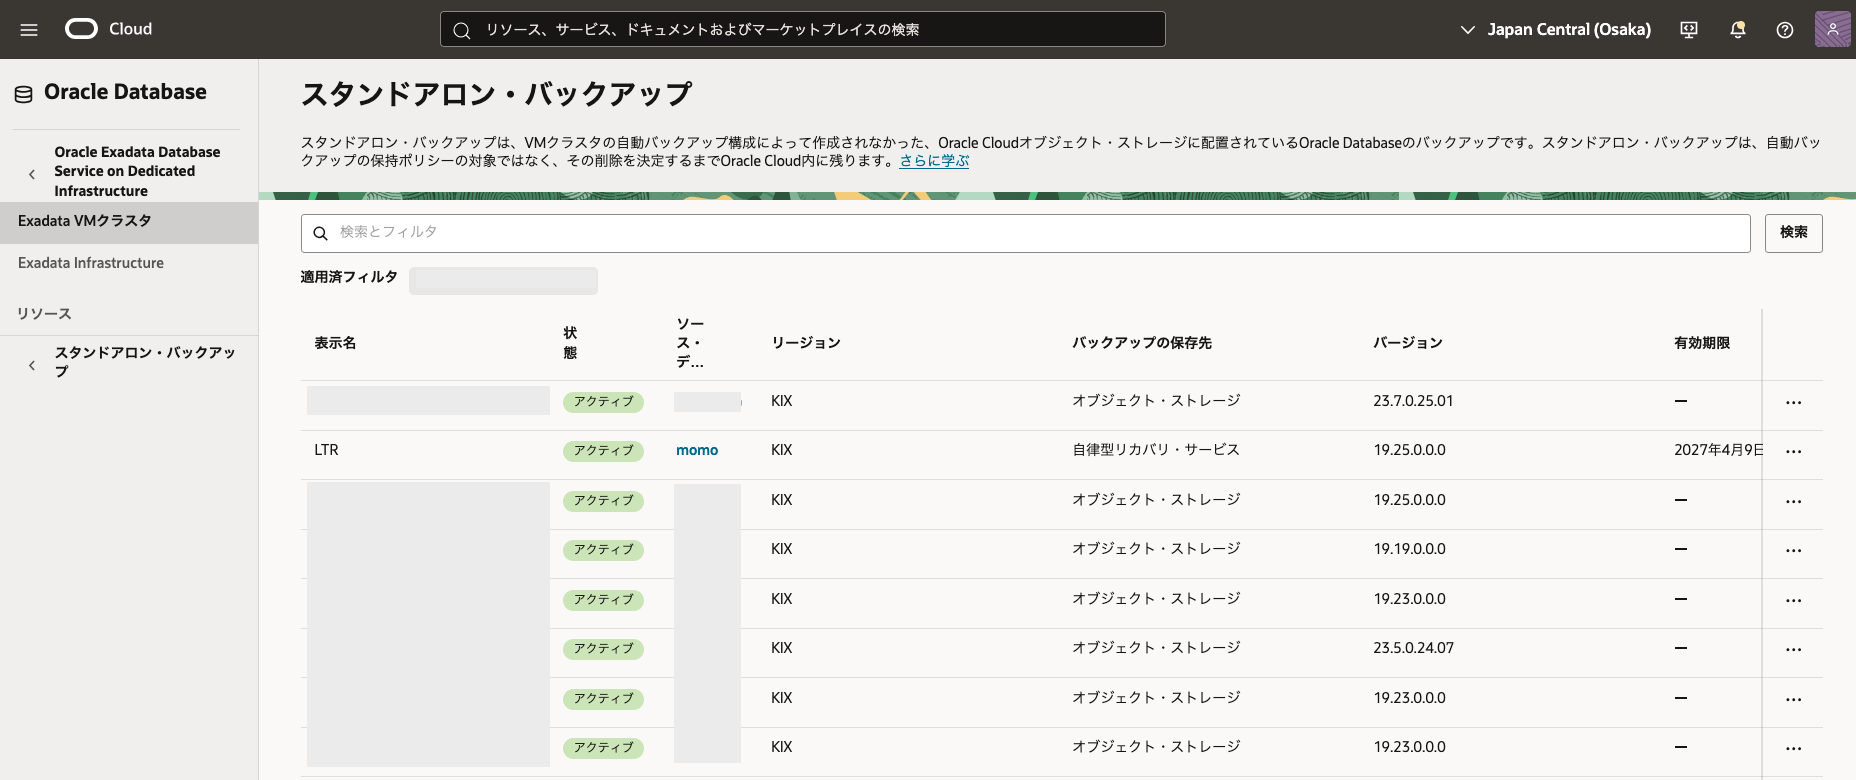 Cloud
リソース、サービス、ドキュメントおよびマーケットプレイスの検索
Japan Central (Osaka)
Oracle Database
Oracle Exadata Database
Service on Dedicated
Infrastructure
Exadata VMクラスタ
Exadata Infrastructure
リソース
スタンドアロン・バックアッ
プ
スタンドアロン・バックアップ
スタンドアロン・バックアップは、VMクラスタの自動バックアップ構成によって作成されなかった、Oracle Cloudオブジェクト・ストレージに配置されているOracle Databaseのバックアップです。スタンドアロン・バックアップは、自動バッ
クアップの保持ポリシーの対象ではなく、その削除を決定するまでOracle Cloud内に残ります。さらに学ぶ
検索とフィルタ
検索
適用済フィルタ
表示名 状態 ソース・デ... リージョン バックアップの保存先 バージョン 有効期限
アクティブ KIX オブジェクト・ストレージ 23.7.0.25.01 —
LTR アクティブ momo KIX 自律型リカバリ・サービス 19.25.0.0.0 2027年4月9日
アクティブ KIX オブジェクト・ストレージ 19.25.0.0.0 —
アクティブ KIX オブジェクト・ストレージ 19.19.0.0.0 —
アクティブ KIX オブジェクト・ストレージ 19.23.0.0.0 —
アクティブ KIX オブジェクト・ストレージ 23.5.0.24.07 —
アクティブ KIX オブジェクト・ストレージ 19.23.0.0.0 —
アクティブ KIX オブジェクト・ストレージ 19.23.0.0.0 —